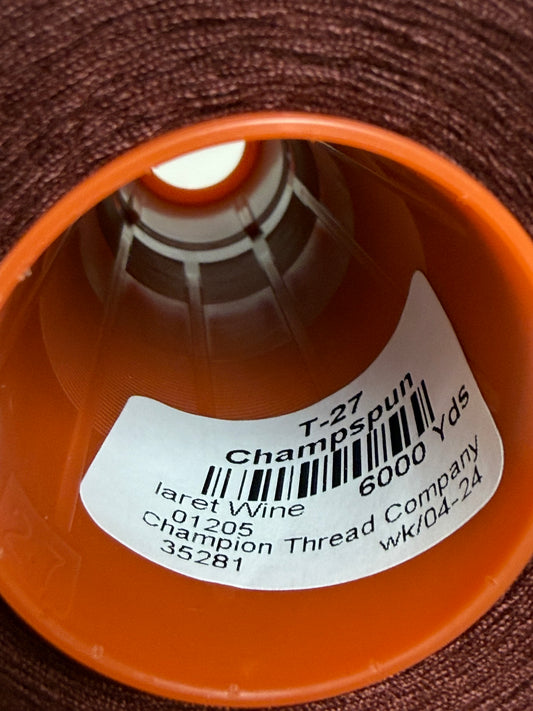 T-27
Champspun
6000 Yds
laret Wine
01205
Champion Thread Company
35281
wk/04-24